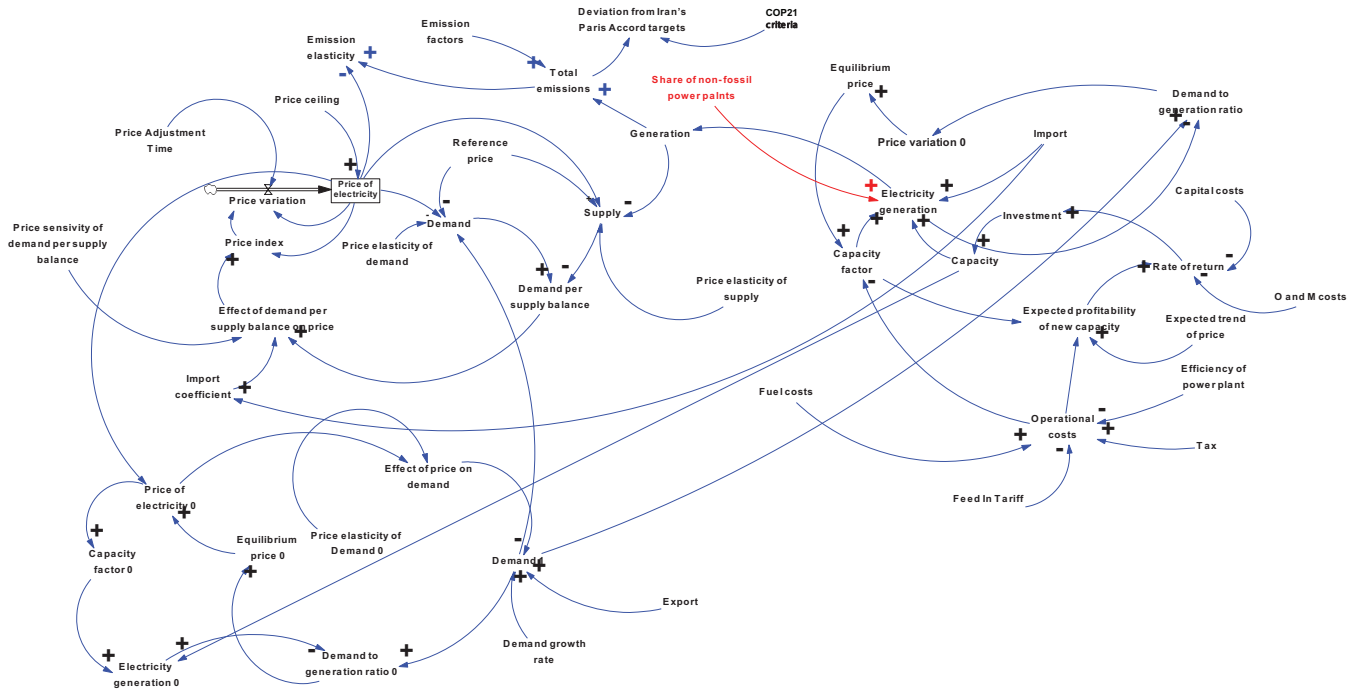 Deviation from Iran's
Paris Accord targets
COP21
criteria
Emission
factors
Emission
elasticity
Total
emissions
Share of non-fossil
power palnts
Equilibrium
price
Demand to
generation ratio
Price ceiling
Price Adjustment
Time
Reference
price
Generation
Price variation 0
Import
Price of
electricity
Price variation
Electricity
generation
Capital costs
Supply
Demand
Investment
Price sensivity of
demand per supply
balance
Price index
Price elasticity of
demand
Capacity
factor
Capacity
Rate of return
Demand per
supply balance
Price elasticity of
supply
O and M costs
Effect of demand per
supply balance on price
Expected profitability
of new capacity
Expected trend
of price
Import
coefficient
Efficiency of
power plant
Fuel costs
Operational
costs
Tax
Effect of price on
demand
Price of
electricity 0
Feed In Tariff
Price elasticity of
Demand 0
Equilibrium
price 0
Capacity
factor 0
Demand
Export
Demand growth
rate
Electricity
generation 0
Demand to
generation ratio 0